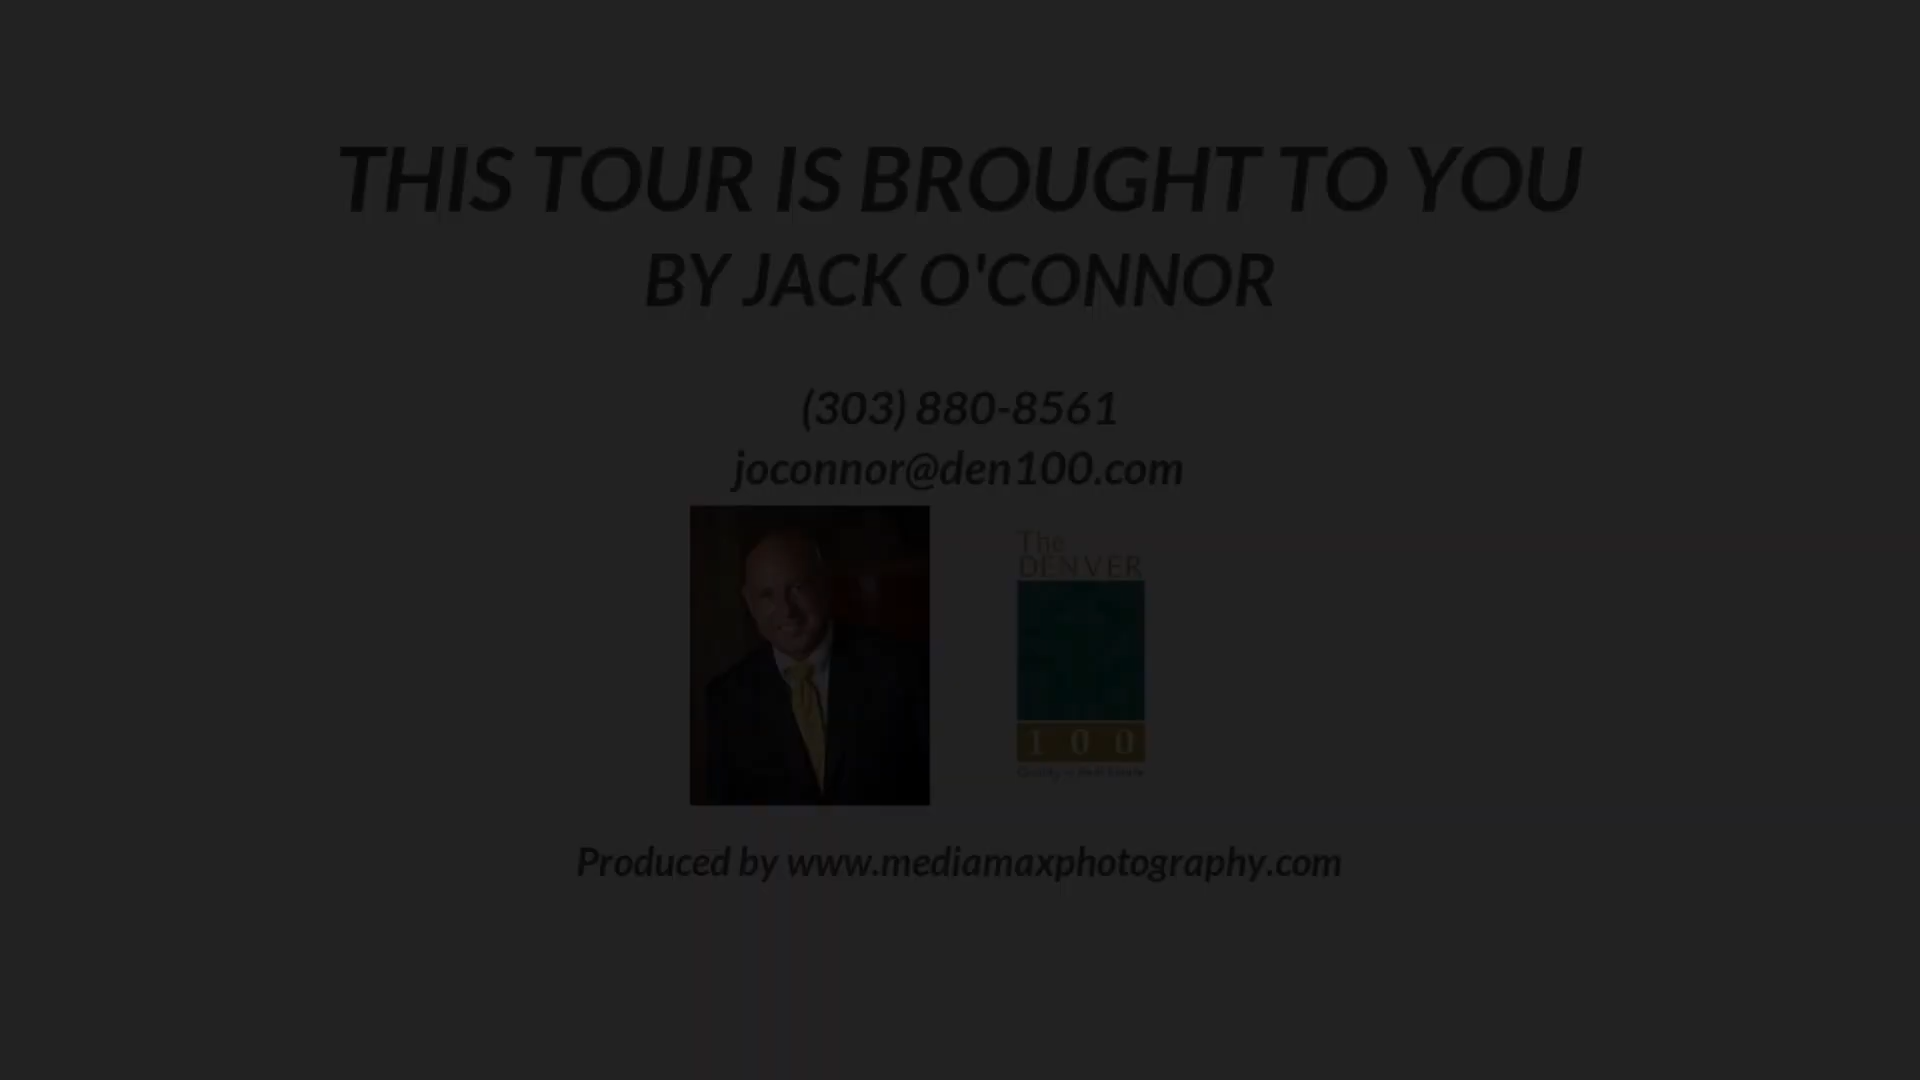 THIS TOUR IS BROUGHT TO YOU
BY JACK O'CONNOR
(303) 880-8561
joconnor@den100.com
The
DENVER
100
Produced by www.mediamaxphotography.com